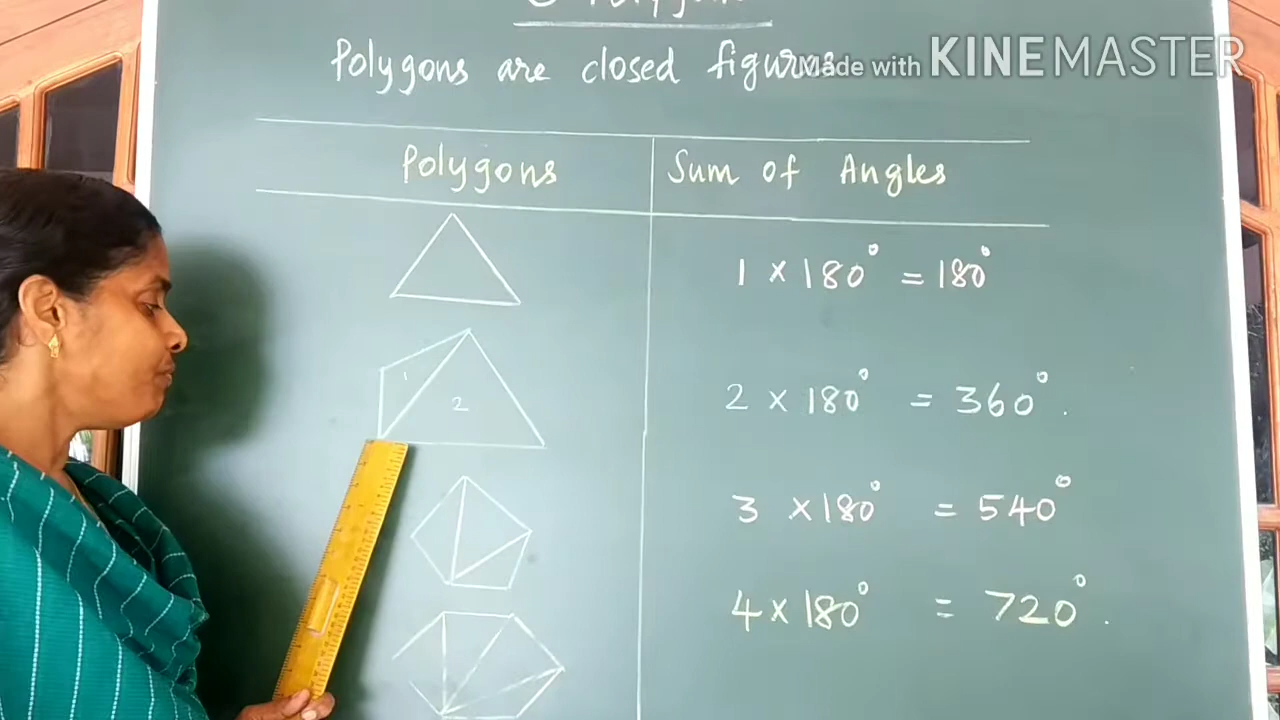 Polygons are closed figures
Made with KINEMASTER
Polygons Sum of Angles
1 × 180° = 180°
1
2
2 × 180° = 360°.
3 × 180° = 540°
4 × 180° = 720°.